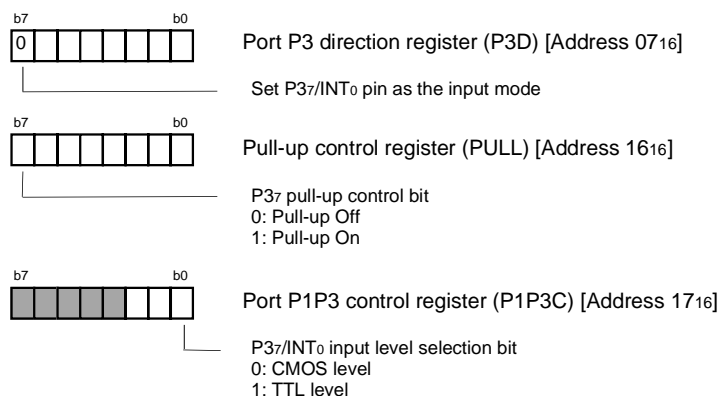 b7 b0
0
Port P3 direction register (P3D) [Address 0716]
Set P37/INT0 pin as the input mode
b7 b0
Pull-up control register (PULL) [Address 1616]
P37 pull-up control bit
0: Pull-up Off
1: Pull-up On
b7 b0
Port P1P3 control register (P1P3C) [Address 1716]
P37/INT0 input level selection bit
0: CMOS level
1: TTL level